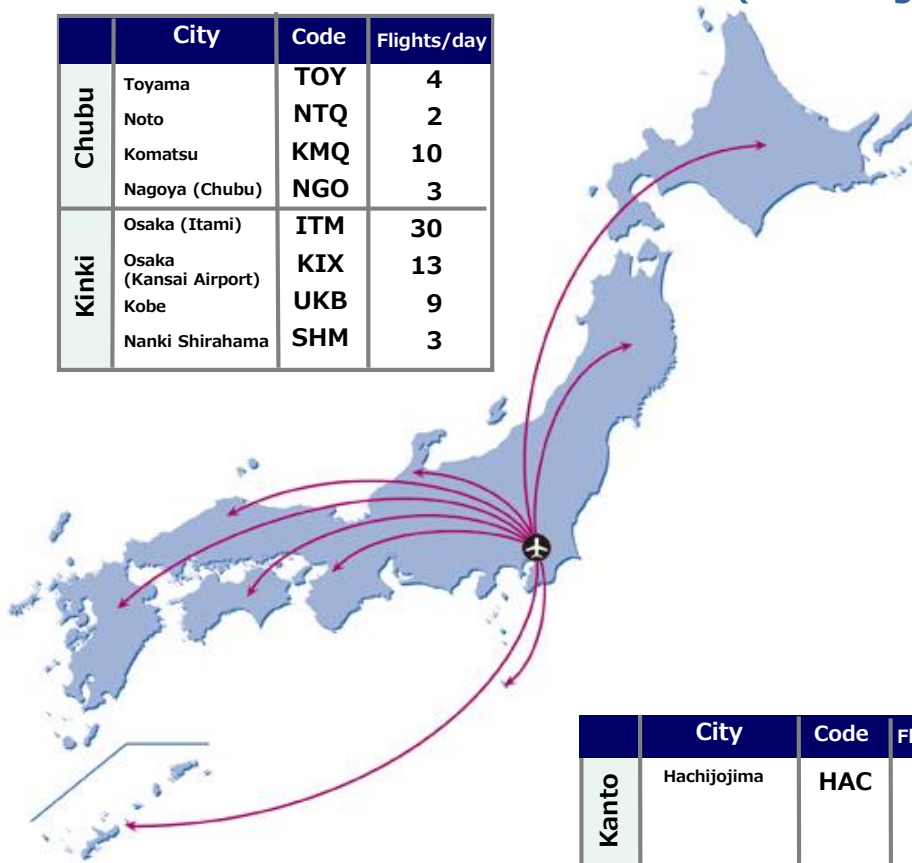 City Code Flights/day
Chubu
Toyama TOY 4
Noto NTQ 2
Komatsu KMQ 10
Nagoya (Chubu) NGO 3
Kinki
Osaka (Itami) ITM 30
Osaka
(Kansai Airport) KIX 13
Kobe UKB 9
Nanki Shirahama SHM 3
City Code
Kanto
Hachijojima HAC